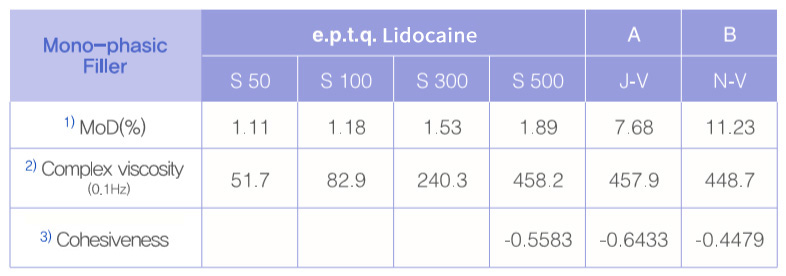 Mono-phasic Filler e.p.t.q. Lidocaine A B
S 50 S 100 S 300 S 500 J-V N-V
1) MoD(%) 1.11 1.18 1.53 1.89 7.68 11.23
2) Complex viscosity (0.1Hz) 51.7 82.9 240.3 458.2 457.9 448.7
3) Cohesiveness -0.5583 -0.6433 -0.4479